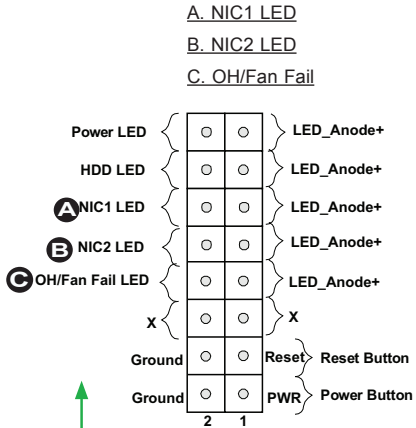 A. NIC1 LED
B. NIC2 LED
C. OH/Fan Fail
Power LED LED_Anode+
HDD LED LED_Anode+
A NIC1 LED LED_Anode+
B NIC2 LED LED_Anode+
C OH/Fan Fail LED LED_Anode+
X X
Ground Reset Reset Button
Ground PWR Power Button
2 1